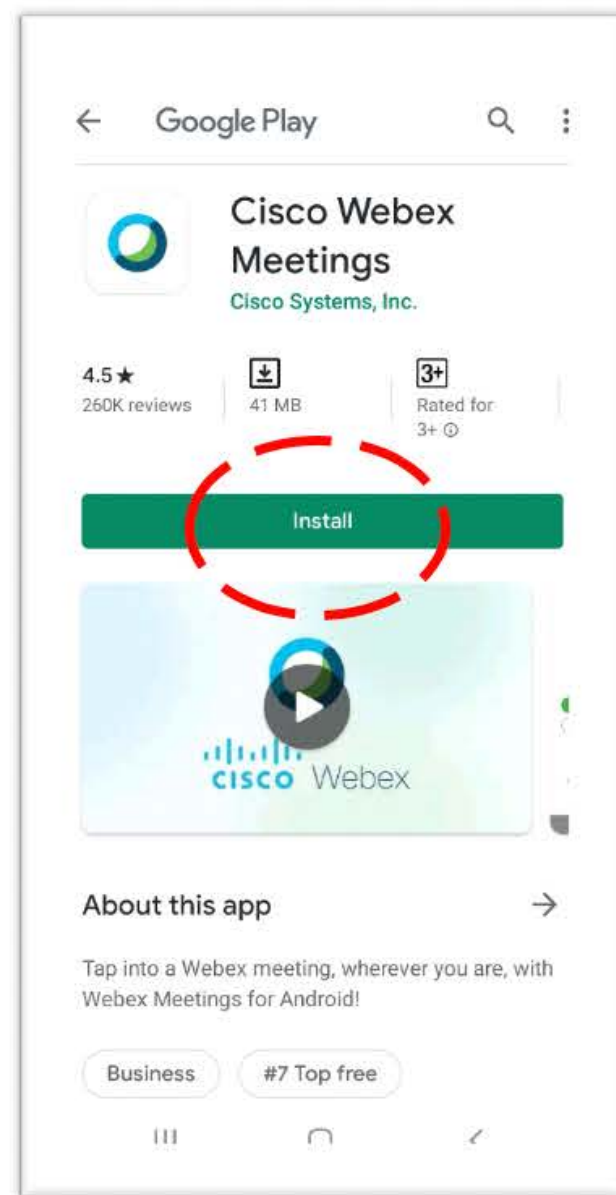 Google Play
Cisco Webex
Meetings
Cisco Systems, Inc.
4.5★
260K reviews
41 MB
3+
Rated for
3+
Install
CISCO Webex
About this app
Tap into a Webex meeting, wherever you are, with
Webex Meetings for Android!
Business
#7 Top free